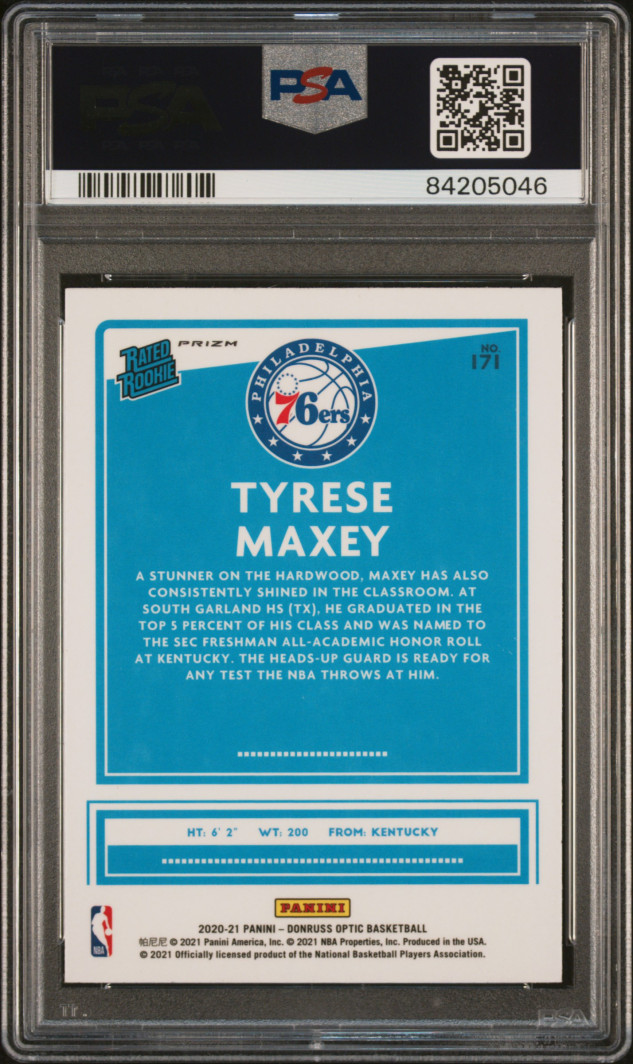 PSA
PSA
84205046
RATED
ROOKIE
PRIZM
NO.
171
PHILADELPHIA
76ers
TYRESE
MAXEY
A STUNNER ON THE HARDWOOD, MAXEY HAS ALSO
CONSISTENTLY SHINED IN THE CLASSROOM. AT
SOUTH GARLAND HS (TX), HE GRADUATED IN THE
TOP 5 PERCENT OF HIS CLASS AND WAS NAMED TO
THE SEC FRESHMAN ALL-ACADEMIC HONOR ROLL
AT KENTUCKY. THE HEADS-UP GUARD IS READY FOR
ANY TEST THE NBA THROWS AT HIM.
HT: 6' 2" WT: 200 FROM: KENTUCKY
PANINI
NBA
2020-21 PANINI – DONRUSS OPTIC BASKETBALL
帕尼尼 © 2021 Panini America, Inc. © 2021 NBA Properties, Inc. Produced in the USA.
© 2021 Officially licensed product of the National Basketball Players Association.
PSA